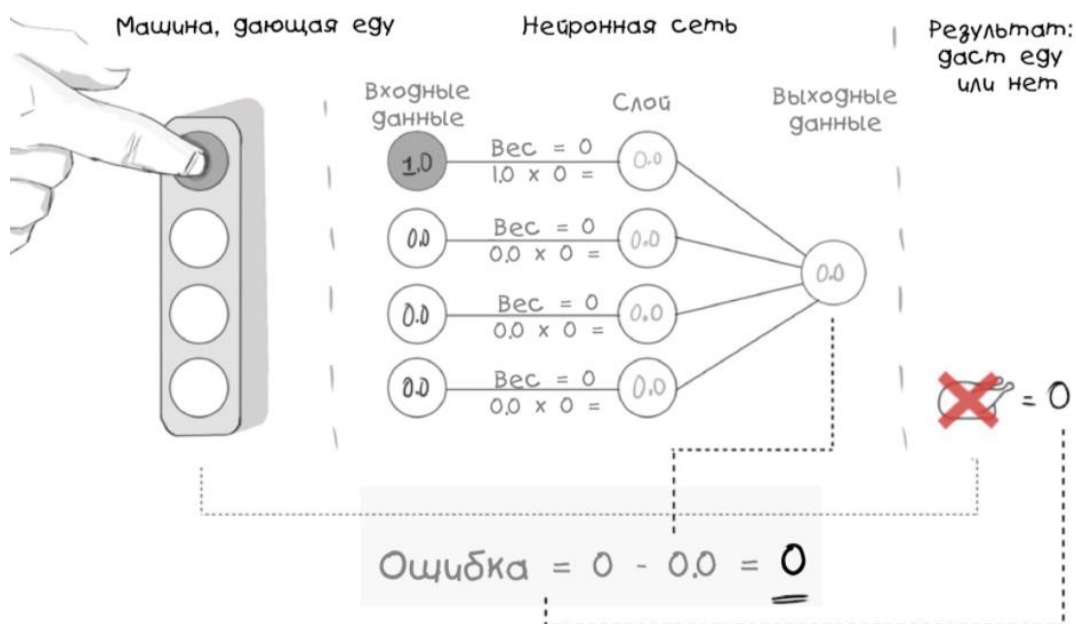 Машина, дающая еду
Нейронная сеть
Результат:
даст еду
или нет
Входные
данные
Слой
Выходные
данные
1.0
Вес = 0
1.0 x 0 =
0.0
0.0
Вес = 0
0.0 x 0 =
0.0
0.0
0.0
Вес = 0
0.0 x 0 =
0.0
0.0
Вес = 0
0.0 x 0 =
0.0
= 0
Ошибка = 0 - 0.0 = 0